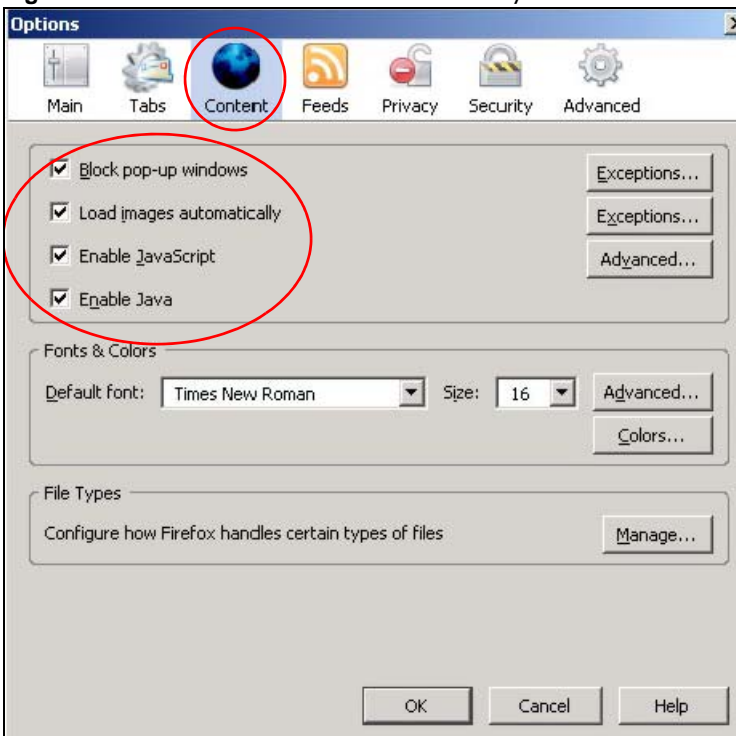 Options
Main Tabs Content Feeds Privacy Security Advanced
Block pop-up windows Exceptions...
Load images automatically Exceptions...
Enable JavaScript Advanced...
Enable Java
Fonts & Colors
Default font: Times New Roman Size: 16 Advanced...
Colors...
File Types
Configure how Firefox handles certain types of files Manage...
OK Cancel Help